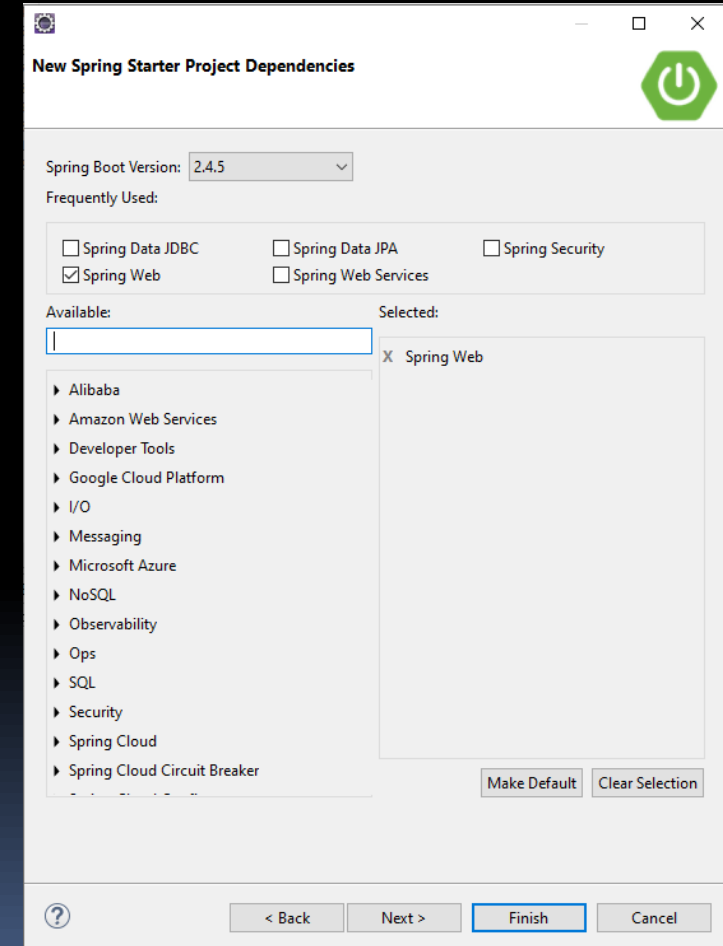 New Spring Starter Project Dependencies
Spring Boot Version: 2.4.5
Frequently Used:
Spring Data JDBC Spring Data JPA Spring Security
Spring Web Spring Web Services
Available: Selected:
X Spring Web
Alibaba
Amazon Web Services
Developer Tools
Google Cloud Platform
I/O
Messaging
Microsoft Azure
NoSQL
Observability
Ops
SQL
Security
Spring Cloud
Spring Cloud Circuit Breaker
Make Default Clear Selection
? < Back Next > Finish Cancel